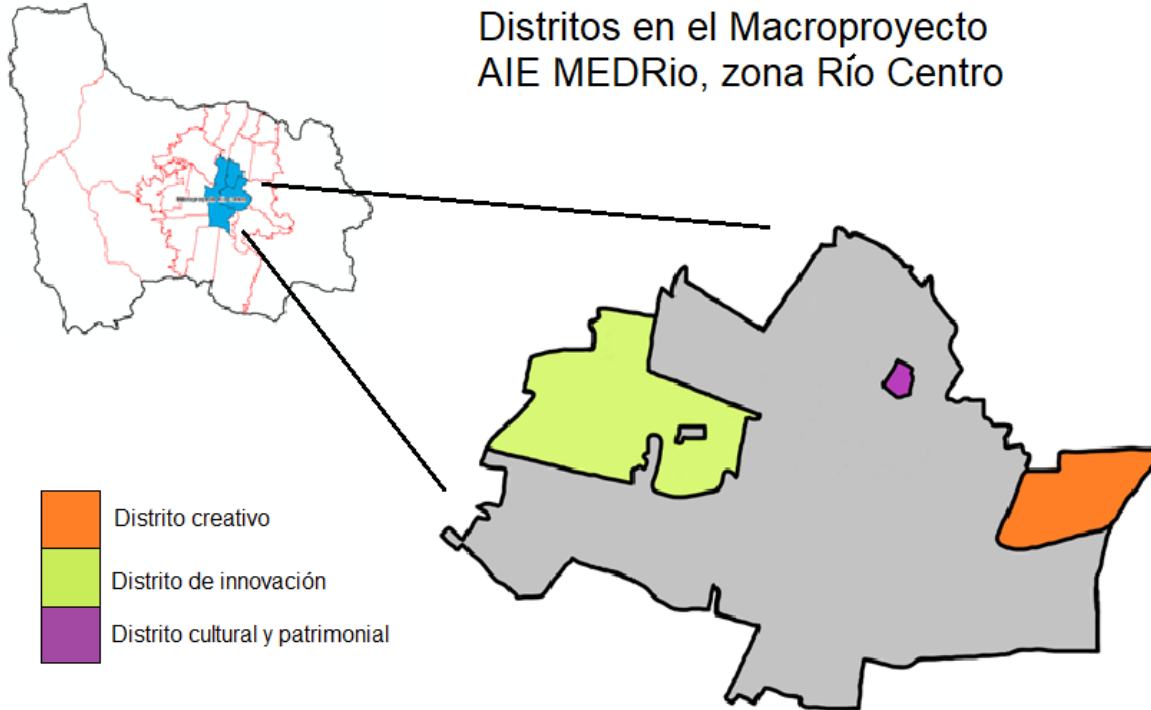 Distritos en el Macroproyecto
AIE MEDRio, zona Río Centro
Distrito creativo
Distrito de innovación
Distrito cultural y patrimonial